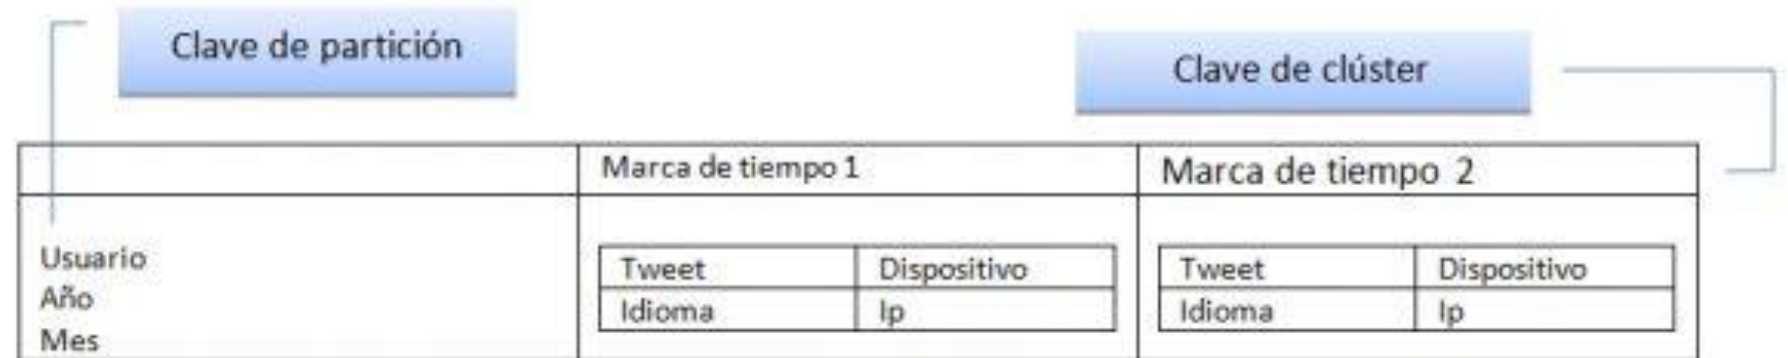 Clave de partición
Clave de clúster
Marca de tiempo 1
Marca de tiempo 2
Usuario
Año
Mes
Tweet Dispositivo
Idioma Ip
Tweet Dispositivo
Idioma Ip